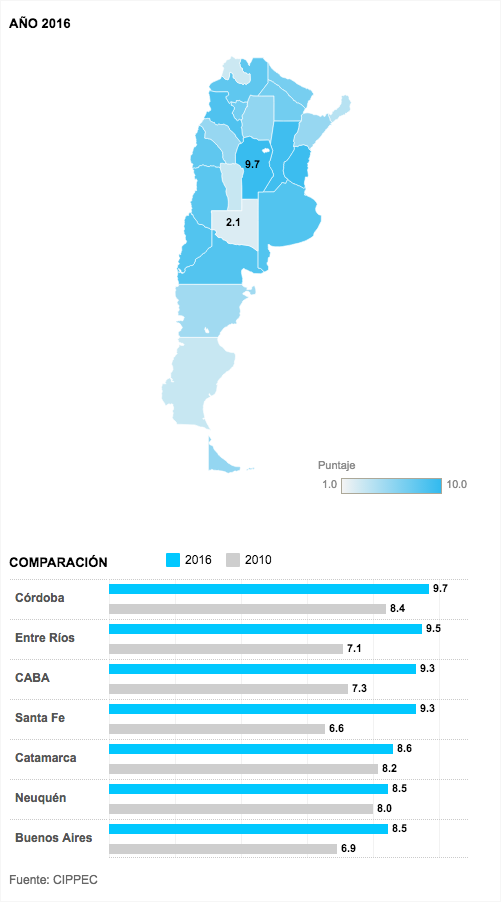 AÑO 2016
9.7
2.1
Puntaje
1.0 10.0
COMPARACIÓN 2016 2010
Córdoba 9.7
8.4
Entre Ríos 9.5
7.1
CABA 9.3
7.3
Santa Fe 9.3
6.6
Catamarca 8.6
8.2
Neuquén 8.5
8.0
Buenos Aires 8.5
6.9
Fuente: CIPPEC